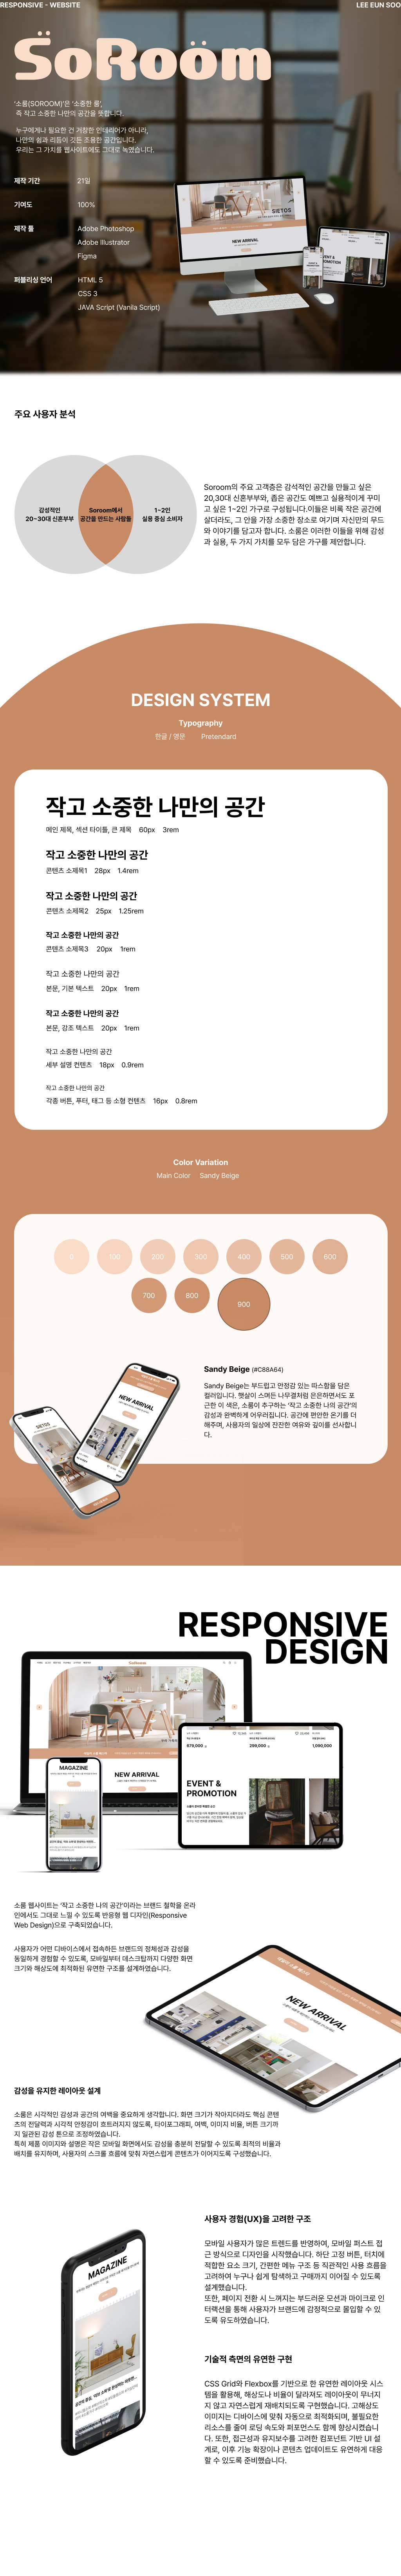 RESPONSIVE - WEBSITE
LEE EUN SOO
SoRoom
'소룸(SOROOM)'은 '소중한 룸',
즉 작고 소중한 나만의 공간을 뜻합니다.
누구에게나 필요한 건 거창한 인테리어가 아니라,
나만의 쉼과 리듬이 깃든 조용한 공간입니다.
우리는 그 가치를 웹사이트에도 그대로 녹였습니다.
제작 기간 21일
기여도 100%
제작 툴 Adobe Photoshop
Adobe Illustrator
Figma
퍼블리싱 언어 HTML 5
CSS 3
JAVA Script (Vanila Script)
SIETOS
NEW ARRIVAL
주요 사용자 분석
감성적인
20~30대 신혼부부
Soroom에서
공간을 만드는 사람들
1~2인
실용 중심 소비자
Soroom의 주요 고객층은 감석적인 공간을 만들고 싶은
20,30대 신혼부부와, 좁은 공간도 예쁘고 실용적이게 꾸미
고 싶은 1~2인 가구로 구성됩니다.이들은 비록 작은 공간에
살더라도, 그 안을 가장 소중한 장소로 여기며 자신만의 무드
와 이야기를 담고자 합니다. 소룸은 이러한 이들을 위해 감성
과 실용, 두 가지 가치를 모두 담은 가구를 제안합니다.
DESIGN SYSTEM
Typography
한글 / 영문 Pretendard
작고 소중한 나만의 공간
메인 제목, 섹션 타이틀, 큰 제목 60px 3rem
작고 소중한 나만의 공간
콘텐츠 소제목1 28px 1.4rem
작고 소중한 나만의 공간
콘텐츠 소제목2 25px 1.25rem
작고 소중한 나만의 공간
콘텐츠 소제목3 20px 1rem
작고 소중한 나만의 공간
본문, 기본 텍스트 20px 1rem
작고 소중한 나만의 공간
본문, 강조 텍스트 20px 1rem
작고 소중한 나만의 공간
세부 설명 컨텐츠 18px 0.9rem
작고 소중한 나만의 공간
각종 버튼, 푸터, 태그 등 소형 컨텐츠 16px 0.8rem
Color Variation
Main Color Sandy Beige
0 100 200 300 400 500 600
700 800 900
Sandy Beige (#C88A64)
Sandy Beige는 부드럽고 안정감 있는 따스함을 담은
컬러입니다. 햇살이 스며든 나무결처럼 은은하면서도 포
근한 이 색은, 소룸이 추구하는 '작고 소중한 나의 공간'의
감성과 완벽하게 어우러집니다. 공간에 편안한 온기를 더
해주며, 사용자의 일상에 잔잔한 여유와 깊이를 선사합니
다.
SIETOS
NEW ARRIVAL
RESPONSIVE
DESIGN
NEW ARRIVAL
MAGAZINE
679,000
299,000
1,090,000
EVENT &
PROMOTION
소룸 웹사이트는 '작고 소중한 나의 공간'이라는 브랜드 철학을 온라
인에서도 그대로 느낄 수 있도록 반응형 웹 디자인(Responsive
Web Design)으로 구축되었습니다.
사용자가 어떤 디바이스에서 접속하든 브랜드의 정체성과 감성을
동일하게 경험할 수 있도록, 모바일부터 데스크탑까지 다양한 화면
크기와 해상도에 최적화된 유연한 구조를 설계하였습니다.
NEW ARRIVAL
감성을 유지한 레이아웃 설계
소룸은 시각적인 감성과 공간의 여백을 중요하게 생각합니다. 화면 크기가 작아지더라도 핵심 콘텐
츠의 전달력과 시각적 안정감이 흐트러지지 않도록, 타이포그래피, 여백, 이미지 비율, 버튼 크기까
지 일관된 감성 톤으로 조정하였습니다.
특히 제품 이미지와 설명은 작은 모바일 화면에서도 감성을 충분히 전달할 수 있도록 최적의 비율과
배치를 유지하며, 사용자의 스크롤 흐름에 맞춰 자연스럽게 콘텐츠가 이어지도록 구성했습니다.
MAGAZINE
사용자 경험(UX)을 고려한 구조
모바일 사용자가 많은 트렌드를 반영하여, 모바일 퍼스트 접
근 방식으로 디자인을 시작했습니다. 하단 고정 버튼, 터치에
적합한 요소 크기, 간편한 메뉴 구조 등 직관적인 사용 흐름을
고려하여 누구나 쉽게 탐색하고 구매까지 이어질 수 있도록
설계했습니다.
또한, 페이지 전환 시 느껴지는 부드러운 모션과 마이크로 인
터랙션을 통해 사용자가 브랜드에 감정적으로 몰입할 수 있
도록 유도하였습니다.
기술적 측면의 유연한 구현
CSS Grid와 Flexbox를 기반으로 한 유연한 레이아웃 시스
템을 활용해, 해상도나 비율이 달라져도 레이아웃이 무너지
지 않고 자연스럽게 재배치되도록 구현했습니다. 고해상도
이미지는 디바이스에 맞춰 자동으로 최적화되며, 불필요한
리소스를 줄여 로딩 속도와 퍼포먼스도 함께 향상시켰습니
다. 또한, 접근성과 유지보수를 고려한 컴포넌트 기반 UI 설
계로, 이후 기능 확장이나 콘텐츠 업데이트도 유연하게 대응
할 수 있도록 준비했습니다.